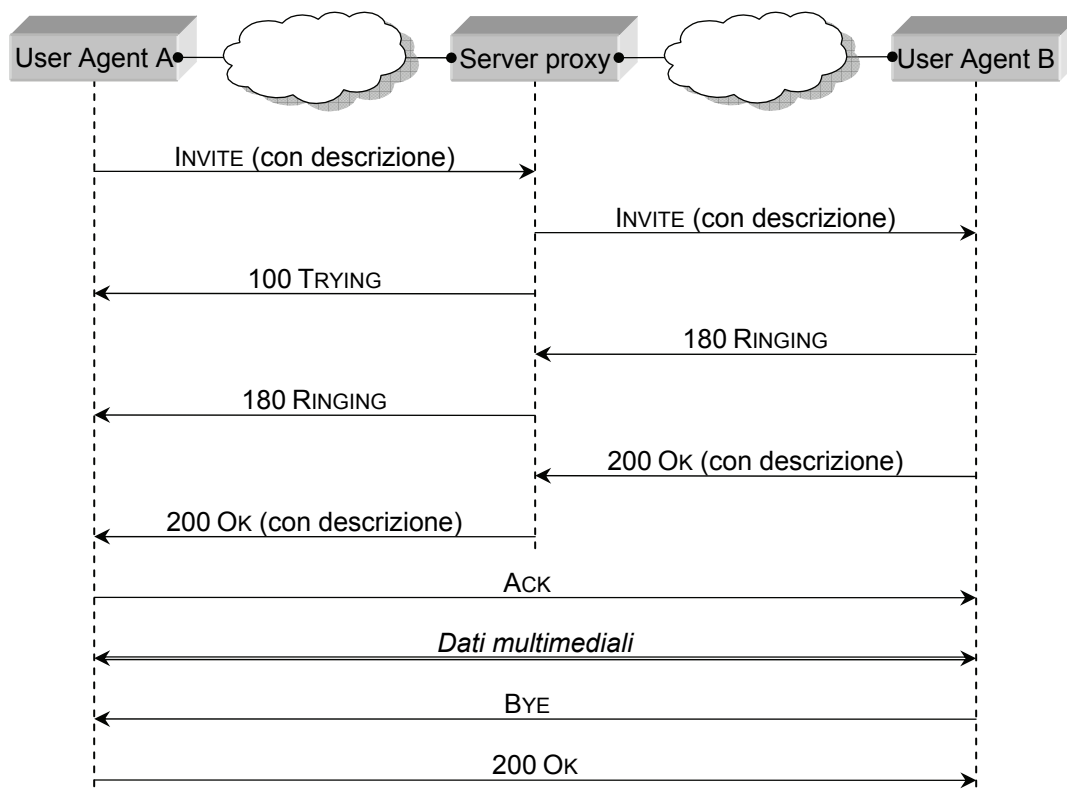 User Agent A
Server proxy
User Agent B
INVITE (con descrizione)
INVITE (con descrizione)
100 TRYING
180 RINGING
180 RINGING
200 OK (con descrizione)
200 OK (con descrizione)
ACK
Dati multimediali
BYE
200 OK